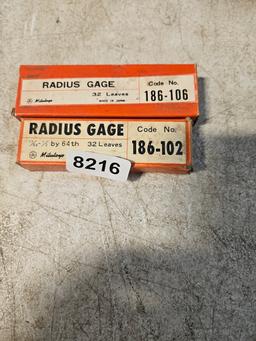 RADIUS GAGE
32 Leaves
MADE IN JAPAN
Mitutoyo
Code No.
186-106
RADIUS GAGE
by 64th 32 Leaves
Mitutoyo
Code No.
186-102
8216